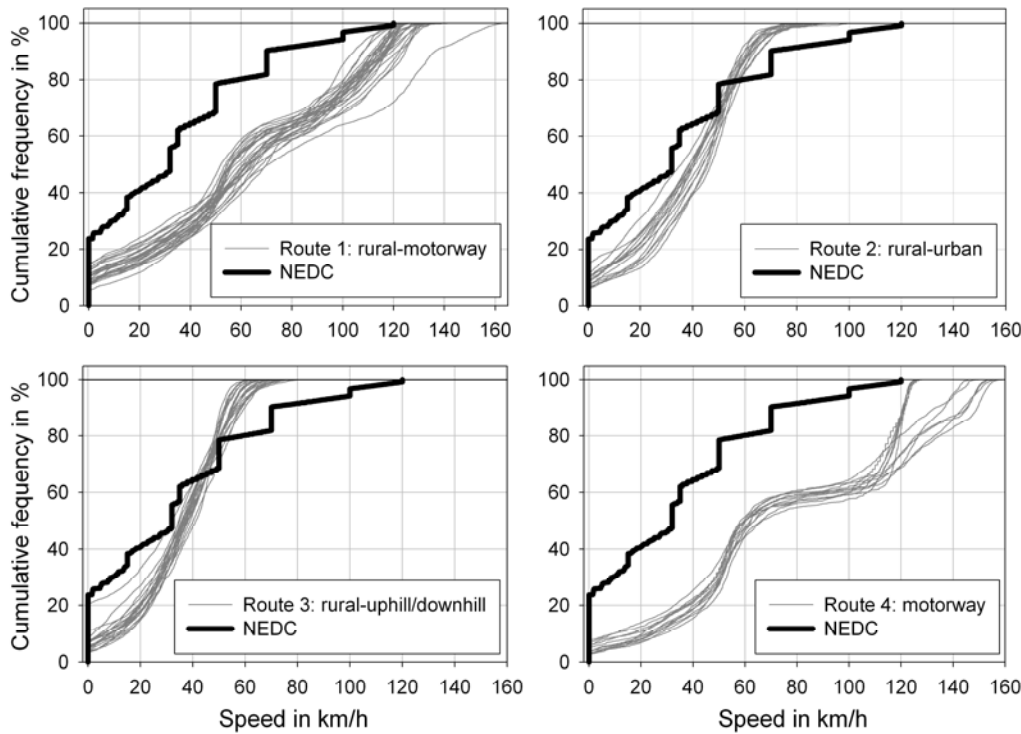 Cumulative frequency in %
100
80
60
40
20
0
Route 1: rural-motorway
NEDC
0 20 40 60 80 100 120 140 160
100
80
60
40
20
0
Route 2: rural-urban
NEDC
0 20 40 60 80 100 120 140 160
Cumulative fequency in %
100
80
60
40
20
0
Route 3: rural-uphill/downhill
NEDC
0 20 40 60 80 100 120 140 160
Speed in km/h
100
80
60
40
20
0
Route 4: motorway
NEDC
0 20 40 60 80 100 120 140 160
Speed in km/h